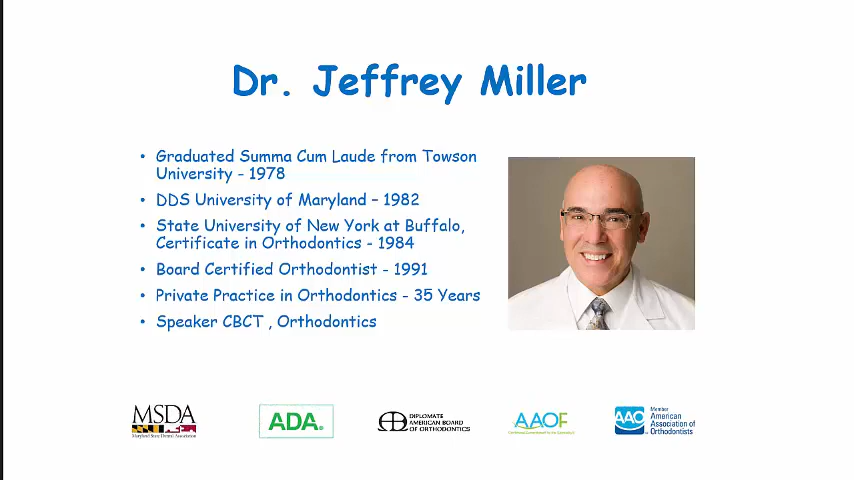 Dr. Jeffrey Miller
• Graduated Summa Cum Laude from Towson
University - 1978
• DDS University of Maryland – 1982
• State University of New York at Buffalo,
Certificate in Orthodontics - 1984
• Board Certified Orthodontist - 1991
• Private Practice in Orthodontics - 35 Years
• Speaker CBCT , Orthodontics
MSDA
Maryland State Dental Association
ADA.
DIPLOMATE
AMERICAN BOARD
OF ORTHODONTICS
AAOF
AAO
Member
American
Association of
Orthodontists